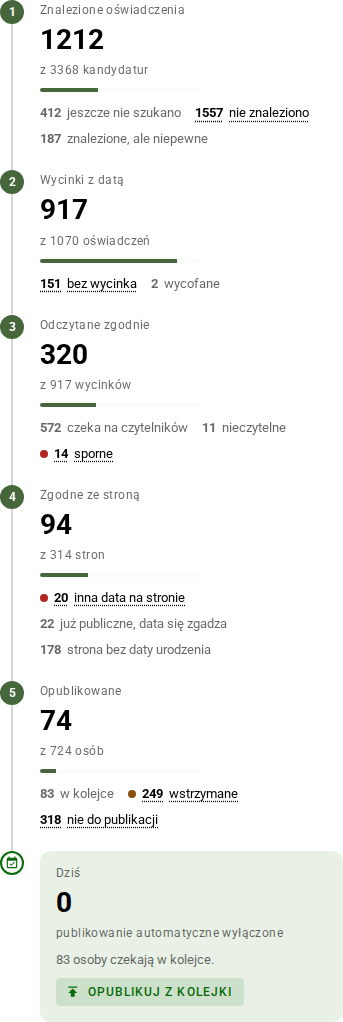 1 Znalezione oświadczenia
1212
z 3368 kandydatur
412 jeszcze nie szukano 1557 nie znaleziono
187 znalezione, ale niepewne
2 Wycinki z datą
917
z 1070 oświadczeń
151 bez wycinka 2 wycofane
3 Odczytane zgodnie
320
z 917 wycinków
572 czeka na czytelników 11 nieczytelne
14 sporne
4 Zgodne ze stroną
94
z 314 stron
20 inna data na stronie
22 już publiczne, data się zgadza
178 strona bez daty urodzenia
5 Opublikowane
74
z 724 osób
83 w kolejce 249 wstrzymane
318 nie do publikacji
Dziś
0
publikowanie automatyczne wyłączone
83 osoby czekają w kolejce.
OPUBLIKUJ Z KOLEJKI